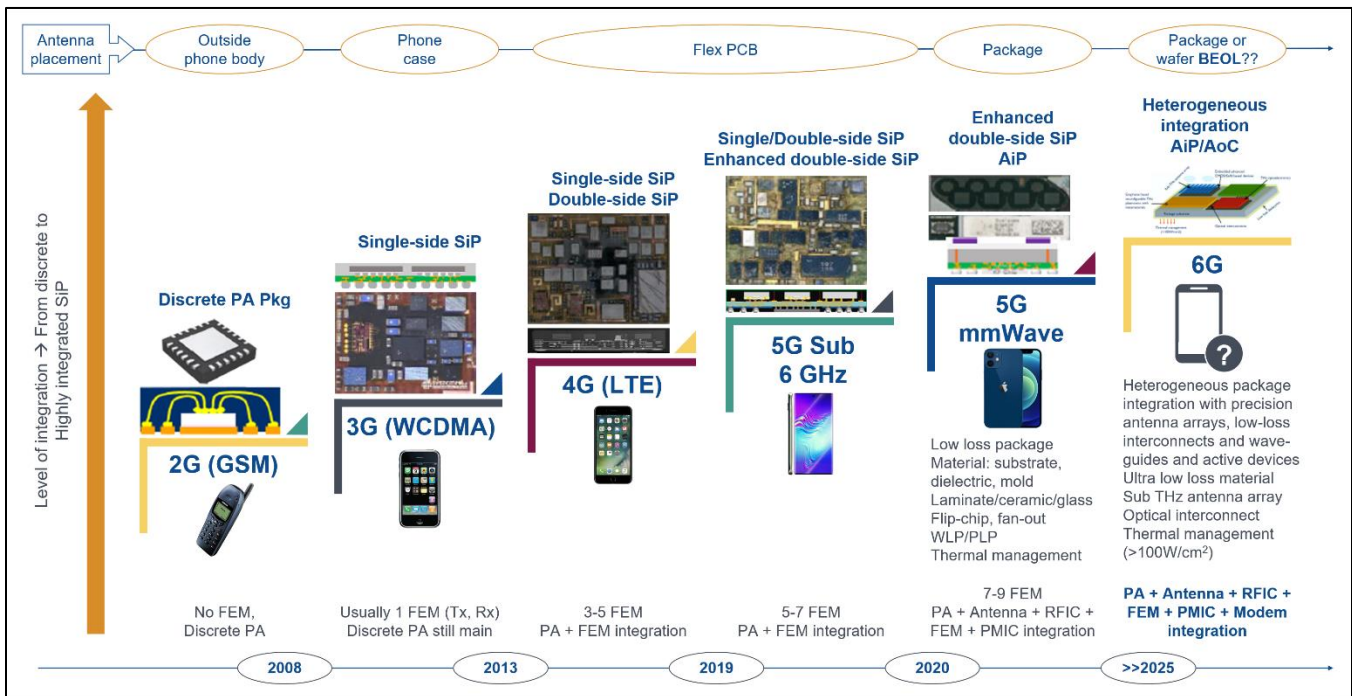 Antenna
placement
Outside
phone body
Phone
case
Flex PCB
Package
Package or
wafer BEOL??
Level of integration → From discrete to
Highly integrated SiP
Discrete PA Pkg
2G (GSM)
No FEM,
Discrete PA
Single-side SiP
3G (WCDMA)
Usually 1 FEM (Tx, Rx)
Discrete PA still main
Single-side SiP
Double-side SiP
4G (LTE)
3-5 FEM
PA + FEM integration
Single/Double-side SiP
Enhanced double-side SiP
5G Sub
6 GHz
5-7 FEM
PA + FEM integration
Enhanced
double-side SiP
AiP
5G
mmWave
Low loss package
Material: substrate,
dielectric, mold
Laminate/ceramic/glass
Flip-chip, fan-out
WLP/PLP
Thermal management
7-9 FEM
PA + Antenna + RFIC +
FEM + PMIC integration
Heterogeneous
integration
AiP/AoC
6G
?
Heterogeneous package
integration with precision
antenna arrays, low-loss
interconnects and wave-
guides and active devices
Ultra low loss material
Sub THz antenna array
Optical interconnect
Thermal management
(>100W/cm²)
PA + Antenna + RFIC +
FEM + PMIC + Modem
integration
2008
2013
2019
2020
>>2025